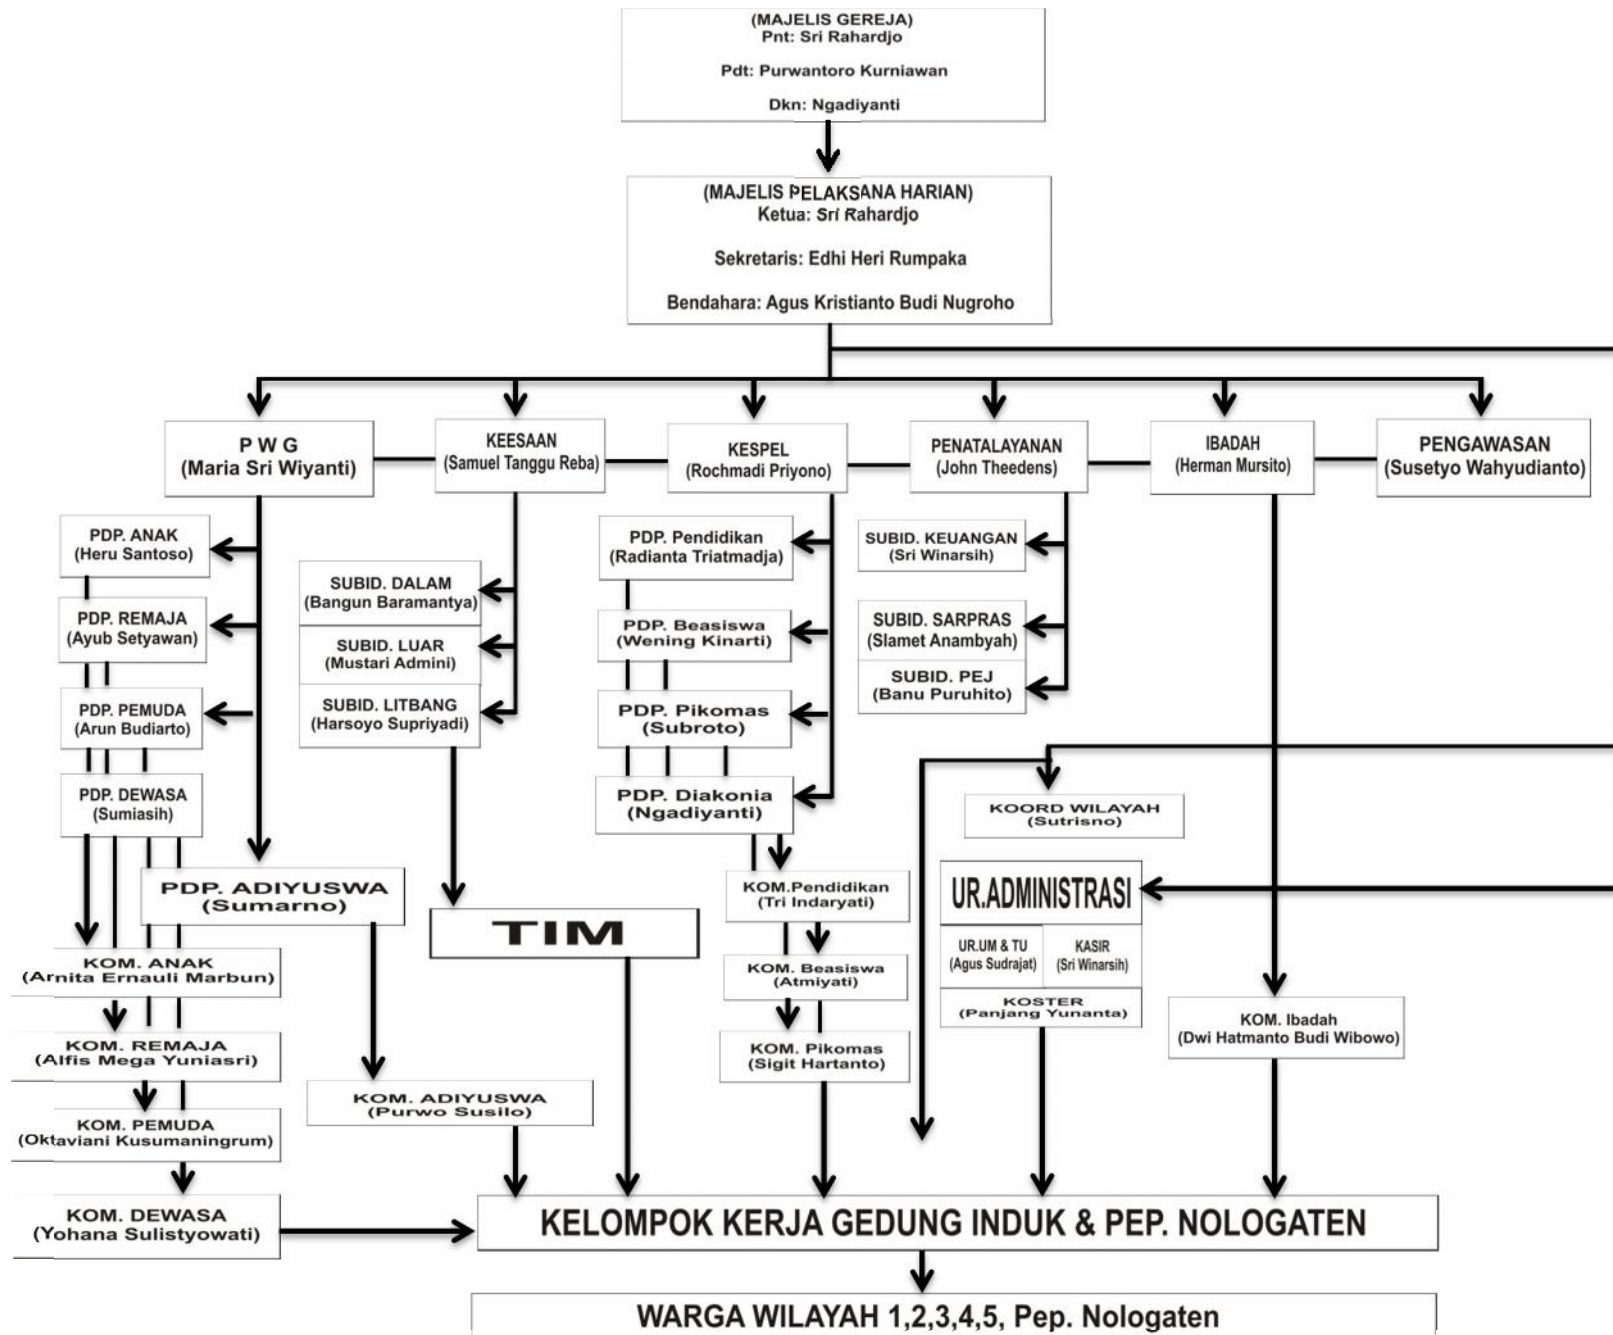 (MAJELIS GEREJA)
Pnt: Sri Rahardjo
Pdt: Purwantoro Kurniawan
Dkn: Ngadiyanti
(MAJELIS PELAKSANA HARIAN)
Ketua: Sri Rahardjo
Sekretaris: Edhi Heri Rumpaka
Bendahara: Agus Kristianto Budi Nugroho
P W G
(Maria Sri Wiyanti)
KEESAAN
(Samuel Tanggu Reba)
KESPEL
(Rochmadi Priyono)
PENATALAYANAN
(John Theedens)
IBADAH
(Herman Mursito)
PENGAWASAN
(Susetyo Wahyudianto)
PDP. ANAK
(Heru Santoso)
PDP. REMAJA
(Ayub Setyawan)
PDP. PEMUDA
(Arun Budiarto)
PDP. DEWASA
(Sumiasih)
PDP. ADIYUSWA
(Sumarno)
KOM. ANAK
(Arnita Ernauli Marbun)
KOM. REMAJA
(Alfis Mega Yuniasri)
KOM. PEMUDA
(Oktaviani Kusumaningrum)
KOM. DEWASA
(Yohana Sulistyowati)
KOM. ADIYUSWA
(Purwo Susilo)
SUBID. DALAM
(Bangun Baramantya)
SUBID. LUAR
(Mustari Admini)
SUBID. LITBANG
(Harsoyo Supriyadi)
TIM
PDP. Pendidikan
(Radianta Triatmadja)
PDP. Beasiswa
(Wening Kinarti)
PDP. Pikomas
(Subroto)
PDP. Diakonia
(Ngadiyanti)
KOM.Pendidikan
(Tri Indaryati)
KOM. Beasiswa
(Atmiyati)
KOM. Pikomas
(Sigit Hartanto)
SUBID. KEUANGAN
(Sri Winarsih)
SUBID. SARPRAS
(Slamet Anambyah)
SUBID. PEJ
(Banu Puruhito)
KOORD WILAYAH
(Sutrisno)
UR.ADMINISTRASI
UR.UM & TU
(Agus Sudrajat)
KASIR
(Sri Winarsih)
KOSTER
(Panjang Yunanta)
KOM. Ibadah
(Dwi Hatmanto Budi Wibowo)
KELOMPOK KERJA GEDUNG INDUK & PEP. NOLOGATEN
WARGA WILAYAH 1,2,3,4,5, Pep. Nologaten